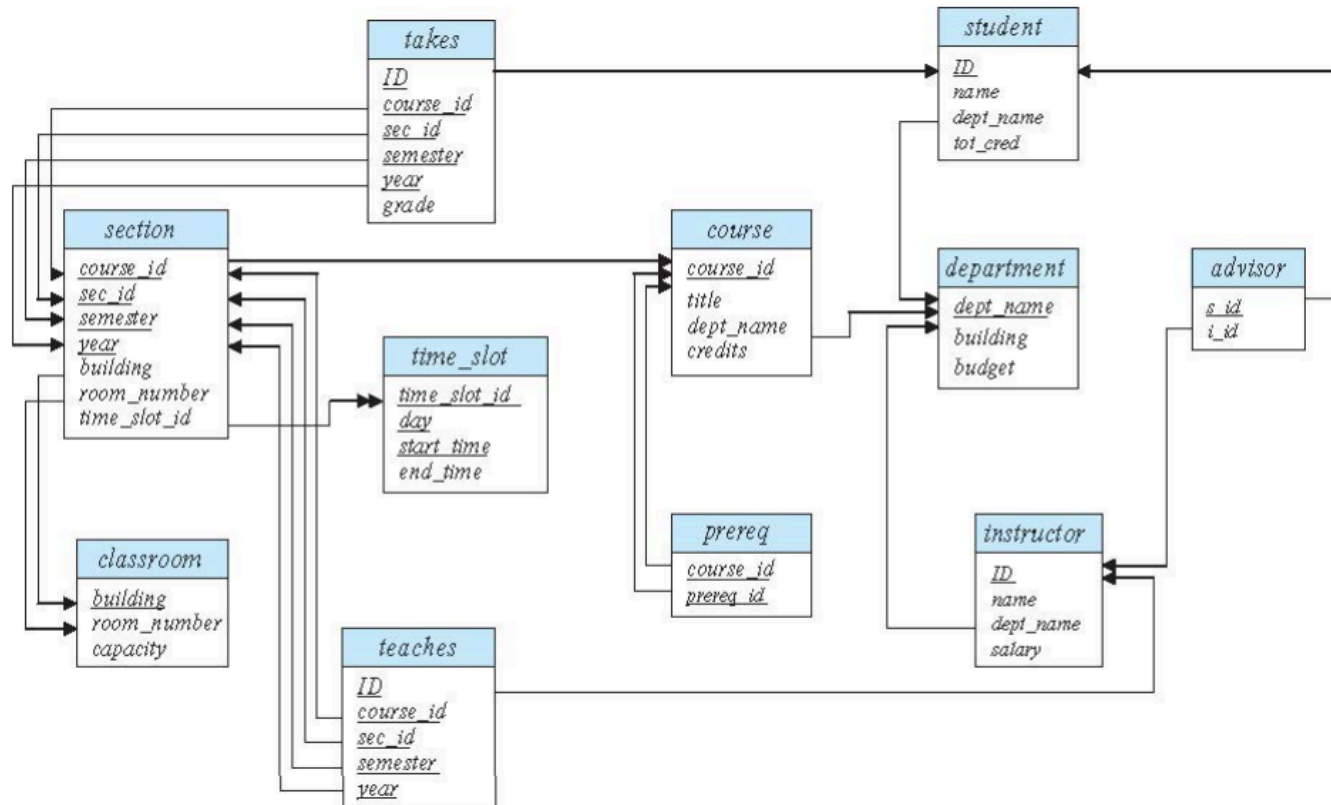 takes
ID
course_id
sec_id
semester
year
grade
student
ID
name
dept_name
tot_cred
section
course_id
sec_id
semester
year
building
room_number
time_slot_id
course
course_id
title
dept_name
credits
department
dept_name
building
budget
advisor
s_id
i_id
time_slot
time_slot_id
day
start_time
end_time
prereq
course_id
prereq_id
instructor
ID
name
dept_name
salary
classroom
building
room_number
capacity
teaches
ID
course_id
sec_id
semester
year